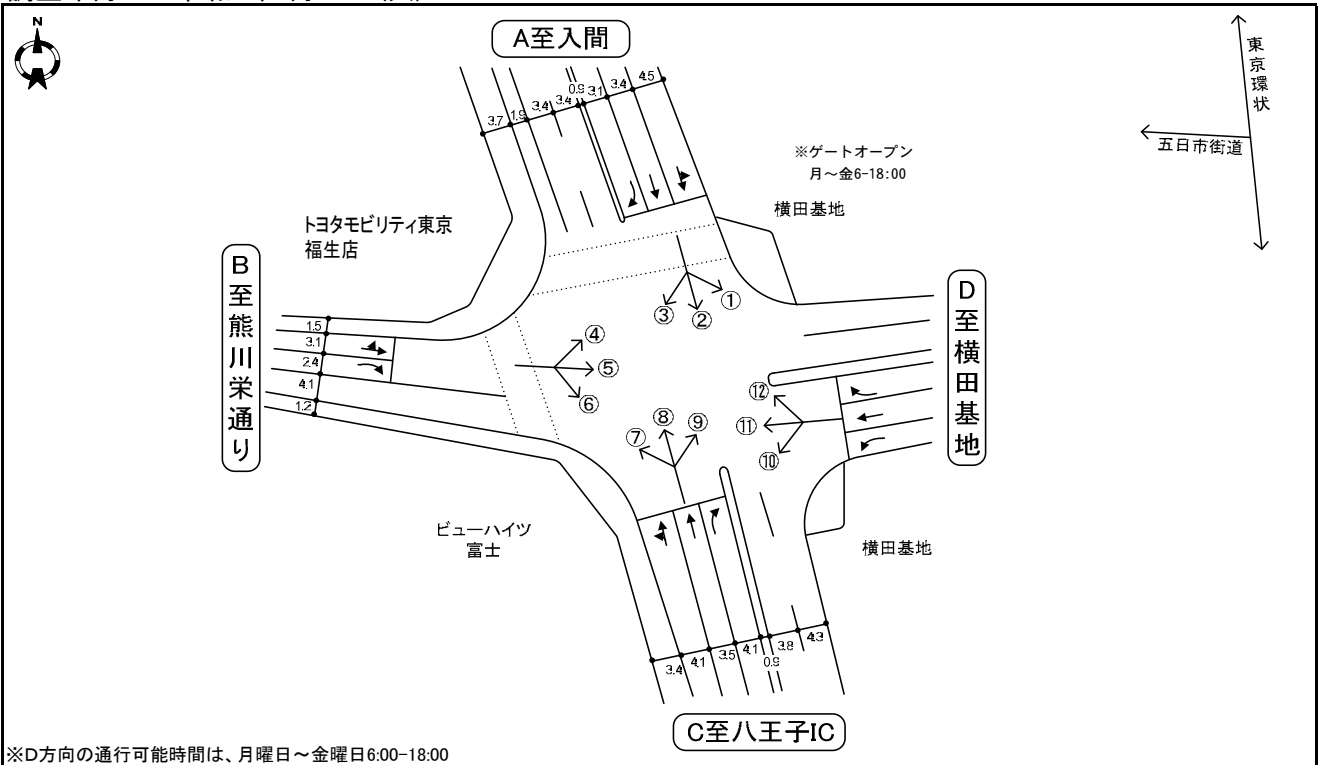 N
A至入間
東京環状
五日市街道
3.7 1.9 3.4 3.4 0.9 3.1 3.4 4.5
※ゲートオープン
月～金6-18:00
横田基地
トヨタモビリティ東京
福生店
B至熊川栄通り
D至横田基地
1.5
3.1
2.4
4.1
1.2
①
②
③
④
⑤
⑥
⑦
⑧
⑨
⑩
⑪
⑫
ビューハイツ
富士
横田基地
3.4 4.1 3.5 4.1 0.9 3.8 4.3
C至八王子IC
※D方向の通行可能時間は、月曜日～金曜日6:00-18:00